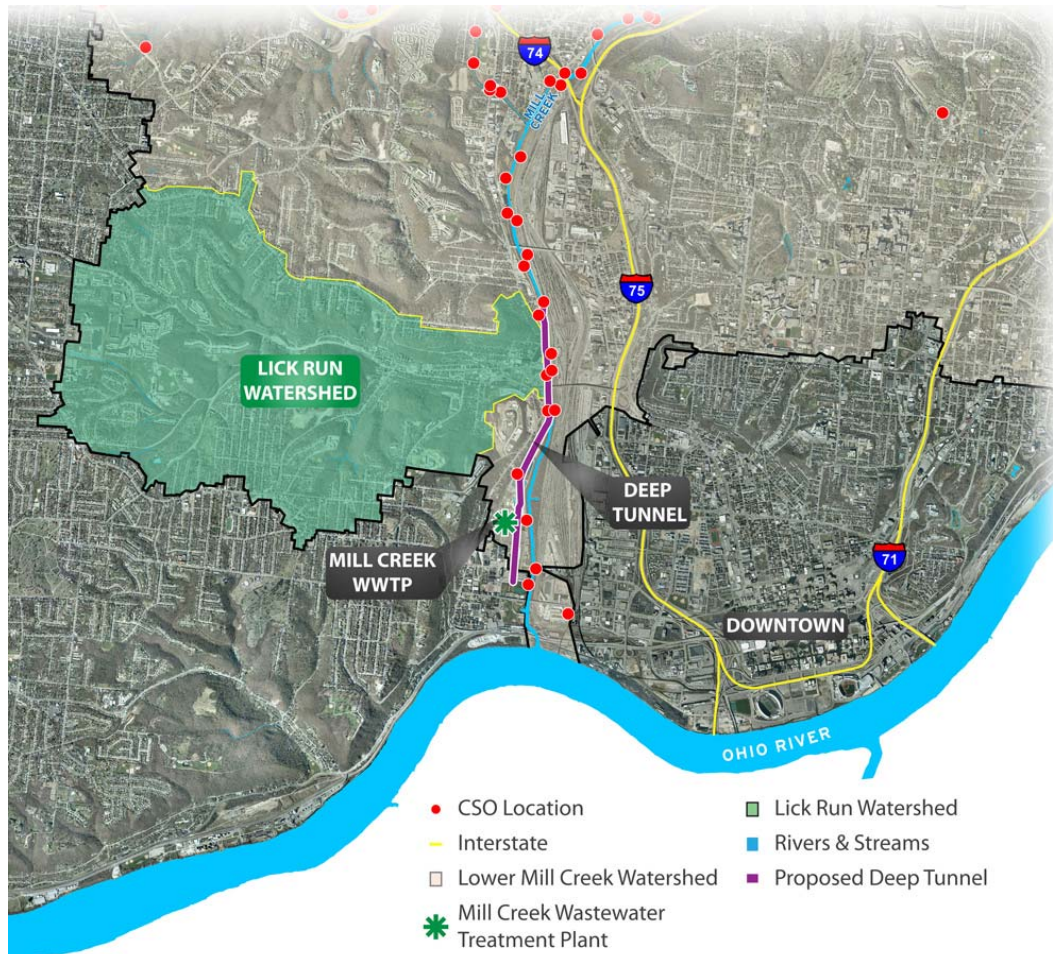 74
MILL CREEK
75
LICK RUN
WATERSHED
DEEP
TUNNEL
MILL CREEK
WWTP
71
DOWNTOWN
OHIO RIVER
CSO Location
Interstate
Lower Mill Creek Watershed
Mill Creek Wastewater
Treatment Plant
Lick Run Watershed
Rivers & Streams
Proposed Deep Tunnel